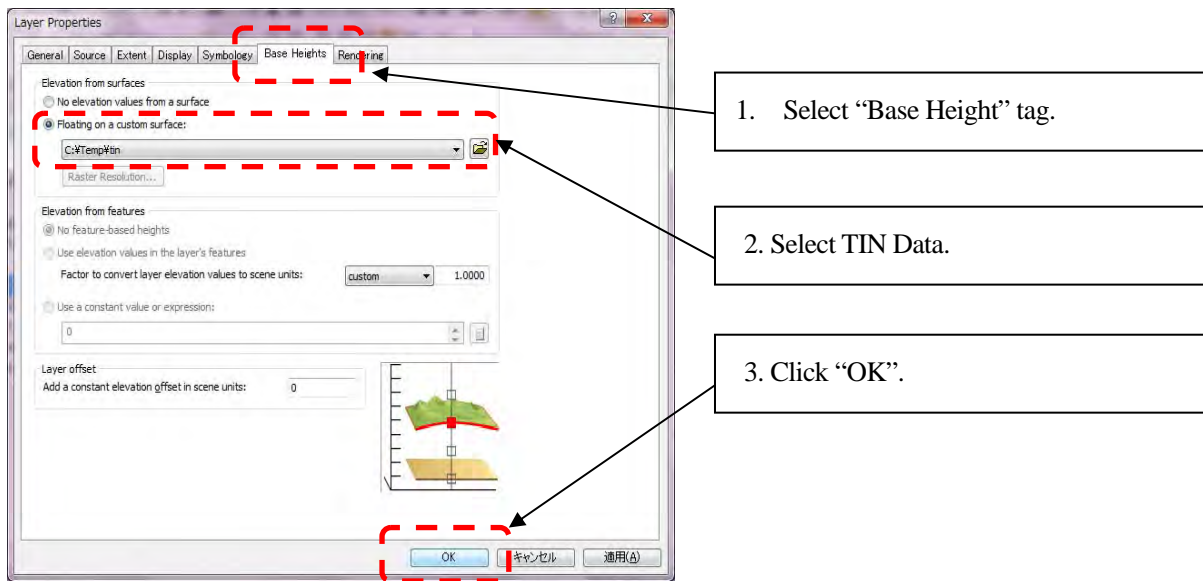 Layer Properties
General Source Extent Display Symbology Base Heights Rendering
Elevation from surfaces
No elevation values from a surface
Floating on a custom surface:
C:¥Temp¥tin
Raster Resolution...
Elevation from features
No feature-based heights
Use elevation values in the layer's features
Factor to convert layer elevation values to scene units: custom 1.0000
Use a constant value or expression:
0
Layer offset
Add a constant elevation offset in scene units: 0
OK キャンセル 適用(A)
1. Select “Base Height” tag.
2. Select TIN Data.
3. Click “OK”.